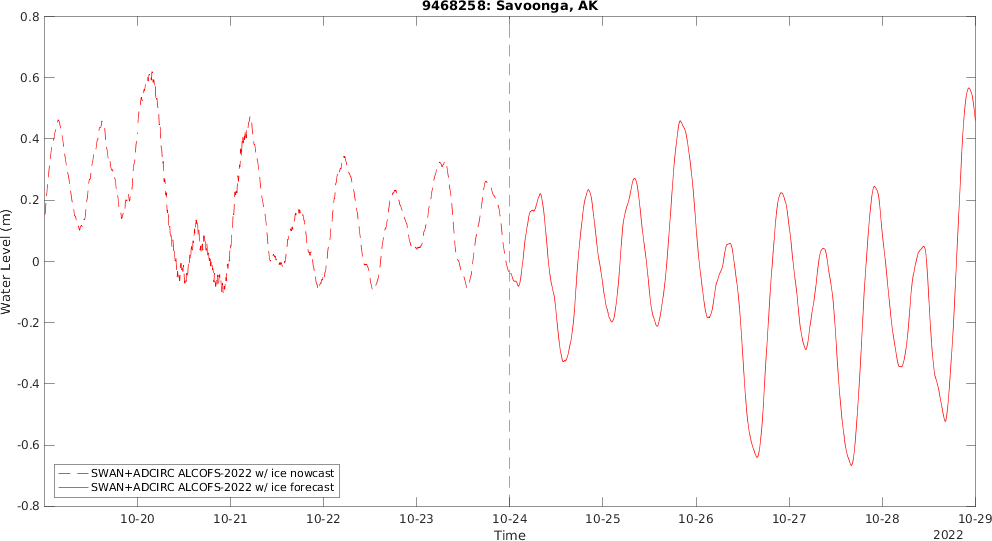 9468258: Savoonga, AK
0.8
0.6
0.4
0.2
0
-0.2
-0.4
-0.6
-0.8
Water Level (m)
SWAN+ADCIRC ALCOFS-2022 w/ ice nowcast
SWAN+ADCIRC ALCOFS-2022 w/ ice forecast
10-20 10-21 10-22 10-23 10-24 10-25 10-26 10-27 10-28 10-29
Time
2022